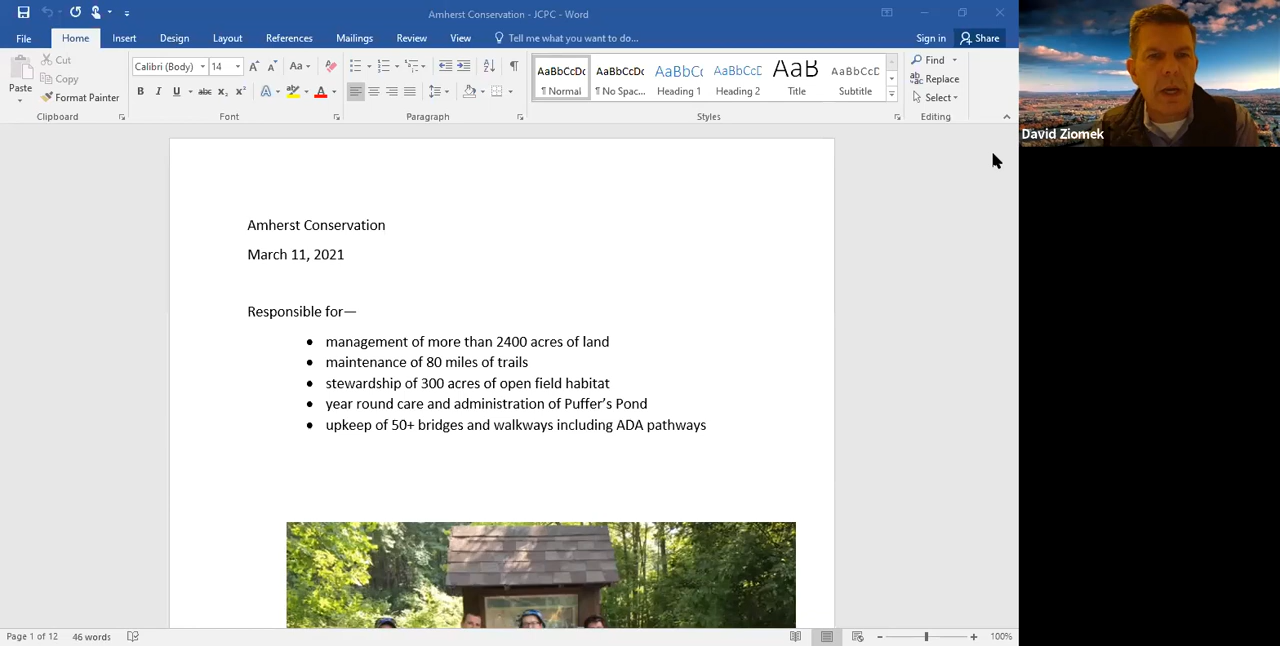 Amherst Conservation - JCPC - Word
File Home Insert Design Layout References Mailings Review View Tell me what you want to do... Sign in Share
Paste
Cut
Copy
Format Painter
Clipboard
Calibri (Body) 14
Font
Paragraph
AaBbCcDc AaBbCcDc AaBbCc AaBbCcD AaB AaBbCcD
¶ Normal ¶ No Spac... Heading 1 Heading 2 Title Subtitle
Styles
Find
Replace
Select
Editing
David Ziomek
Amherst Conservation
March 11, 2021
Responsible for—
• management of more than 2400 acres of land
• maintenance of 80 miles of trails
• stewardship of 300 acres of open field habitat
• year round care and administration of Puffer’s Pond
• upkeep of 50+ bridges and walkways including ADA pathways
Page 1 of 12 46 words 100%